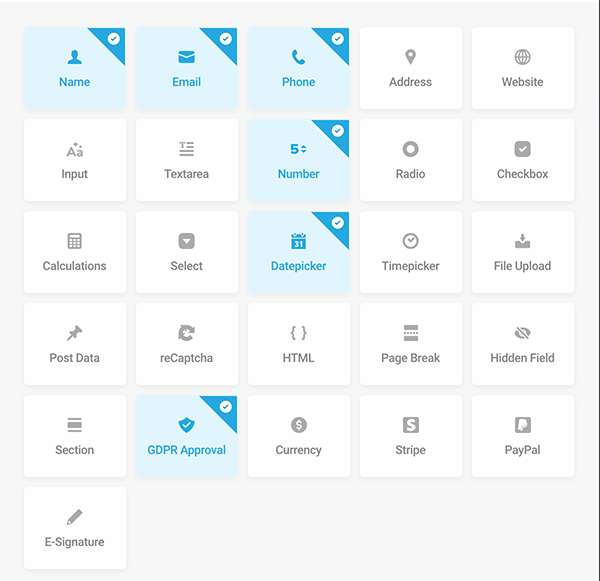 Name
Email
Phone
Address
Website
Aa
Input
T
Textarea
5
Number
Radio
Checkbox
Calculations
Select
31
Datepicker
Timepicker
File Upload
Post Data
reCaptcha
{ }
HTML
Page Break
Hidden Field
Section
GDPR Approval
$
Currency
S
Stripe
P
PayPal
E-Signature